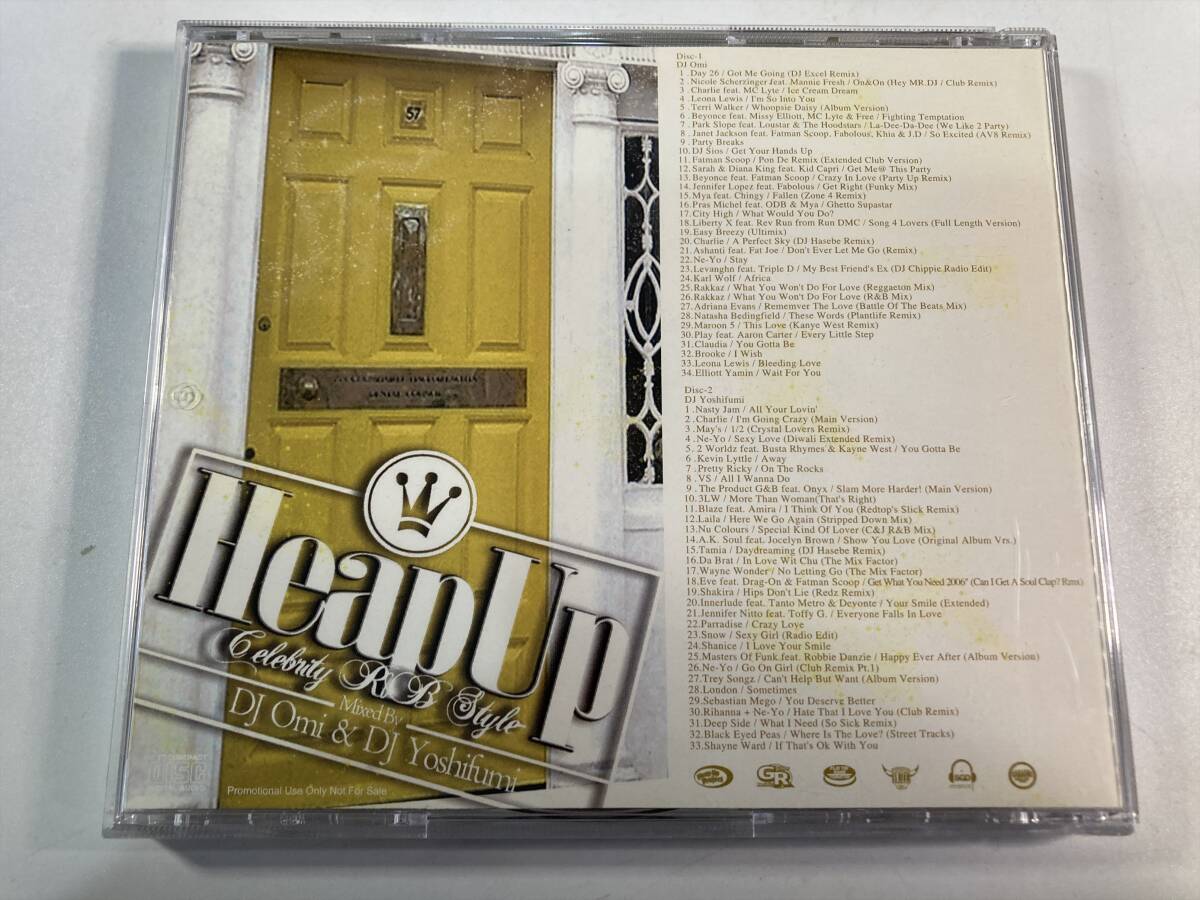 57
HeapUp
Celebrity R&B Style
Mixed By
DJ Omi & DJ Yoshifumi
COMPACT
DISC
DIGITAL AUDIO
Promotional Use Only Not For Sale
Disc-1
DJ Omi
1 .Day 26 / Got Me Going (DJ Excel Remix)
2 .Nicole Scherzinger feat. Mannie Fresh / On&On (Hey MR.DJ / Club Remix)
3 .Charlie feat. MC Lyte / Ice Cream Dream
4 .Leona Lewis / I'm So Into You
5 .Terri Walker / Whoopsie Daisy (Album Version)
6 .Beyonce feat. Missy Elliott, MC Lyte & Free / Fighting Temptation
7 .Park Slope feat. Loustar & The Hoodstars / La-Dee-Da-Dee (We Like 2 Party)
8 .Janet Jackson feat. Fatman Scoop. Fabolous, Khia & J.D / So Excited (AV8 Remix)
9 .Party Breaks
10.DJ Sios / Get Your Hands Up
11.Fatman Scoop / Pon De Remix (Extended Club Version)
12.Sarah & Diana King feat. Kid Capri / Get Me@ This Party
13.Beyonce feat. Fatman Scoop / Crazy In Love (Party Up Remix)
14.Jennifer Lopez feat. Fabolous / Get Right (Funky Mix)
15.Mya feat. Chingy / Fallen (Zone 4 Remix)
16.Pras Michel feat. ODB & Mya / Ghetto Supastar
17.City High / What Would You Do?
18.Liberty X feat. Rev Run from Run DMC / Song 4 Lovers (Full Length Version)
19.Easy Breezy (Ultimix)
20.Charlie / A Perfect Sky (DJ Hasebe Remix)
21.Ashanti feat. Fat Joe / Don't Ever Let Me Go (Remix)
22.Ne-Yo / Stay
23.Levanghn feat. Triple D / My Best Friend's Ex (DJ Chippie Radio Edit)
24.Karl Wolf / Africa
25.Rakkaz / What You Won't Do For Love (Reggaeton Mix)
26.Rakkaz / What You Won't Do For Love (R&B Mix)
27.Adriana Evans / Rememver The Love (Battle Of The Beats Mix)
28.Natasha Bedingfield / These Words (Plantlife Remix)
29.Maroon 5 / This Love (Kanye West Remix)
30.Play feat. Aaron Carter / Every Little Step
31.Claudia / You Gotta Be
32.Brooke / I Wish
33.Leona Lewis / Bleeding Love
34.Elliott Yamin / Wait For You
Disc-2
DJ Yoshifumi
1 .Nasty Jam / All Your Lovin'
2 .Charlie / I'm Going Crazy (Main Version)
3 .May's / 1/2 (Crystal Lovers Remix)
4 .Ne-Yo / Sexy Love (Diwali Extended Remix)
5 .2 Worldz feat. Busta Rhymes & Kayne West / You Gotta Be
6 .Kevin Lyttle / Away
7 .Pretty Ricky / On The Rocks
8 .VS / All I Wanna Do
9 .The Product G&B feat. Onyx / Slam More Harder! (Main Version)
10.3LW / More Than Woman(That's Right)
11.Blaze feat. Amira / I Think Of You (Redtop's Slick Remix)
12.Laila / Here We Go Again (Stripped Down Mix)
13.Nu Colours / Special Kind Of Lover (C&J R&B Mix)
14.A.K. Soul feat. Jocelyn Brown / Show You Love (Original Album Vrs.)
15.Tamia / Daydreaming (DJ Hasebe Remix)
16.Da Brat / In Love Wit Chu (The Mix Factor)
17.Wayne Wonder / No Letting Go (The Mix Factor)
18.Eve feat. Drag-On & Fatman Scoop / Get What You Need 2006" (Can I Get A Soul Clap? Rmx)
19.Shakira / Hips Don't Lie (Redz Remix)
20.Innerlude feat. Tanto Metro & Deyonte / Your Smile (Extended)
21.Jennifer Nitto feat. Toffy G. / Everyone Falls In Love
22.Parradise / Crazy Love
23.Snow / Sexy Girl (Radio Edit)
24.Shanice / I Love Your Smile
25.Masters Of Funk.feat. Robbie Danzie / Happy Ever After (Album Version)
26.Ne-Yo / Go On Girl (Club Remix Pt.1)
27.Trey Songz / Can't Help But Want (Album Version)
28.London / Sometimes
29.Sebastian Mego / You Deserve Better
30.Rihanna + Ne-Yo / Hate That I Love You (Club Remix)
31.Deep Side / What I Need (So Sick Remix)
32.Black Eyed Peas / Where Is The Love? (Street Tracks)
33.Shayne Ward / If That's Ok With You
GR